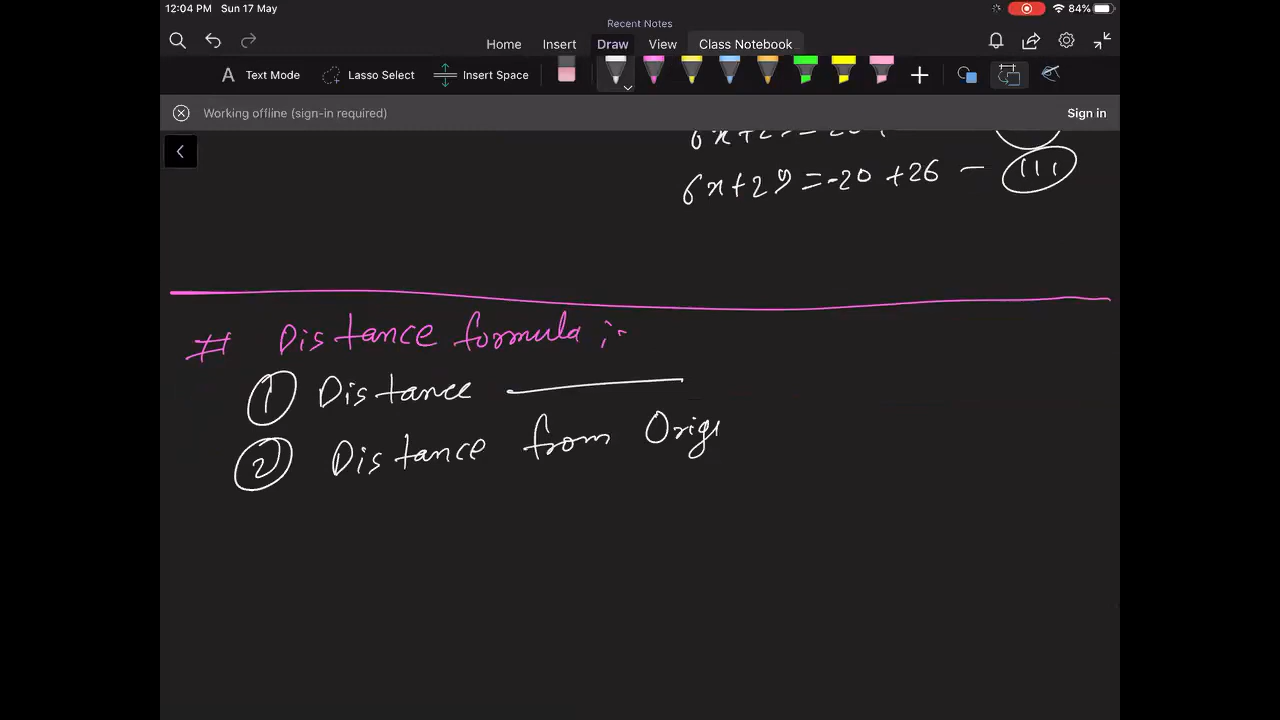 12:04 PM Sun 17 May 84%
Recent Notes
Home Insert Draw View Class Notebook
A Text Mode Lasso Select Insert Space
Working offline (sign-in required) Sign in
6x+2y=-20+26 - (III)
# Distance formula :-
① Distance
② Distance from Orig